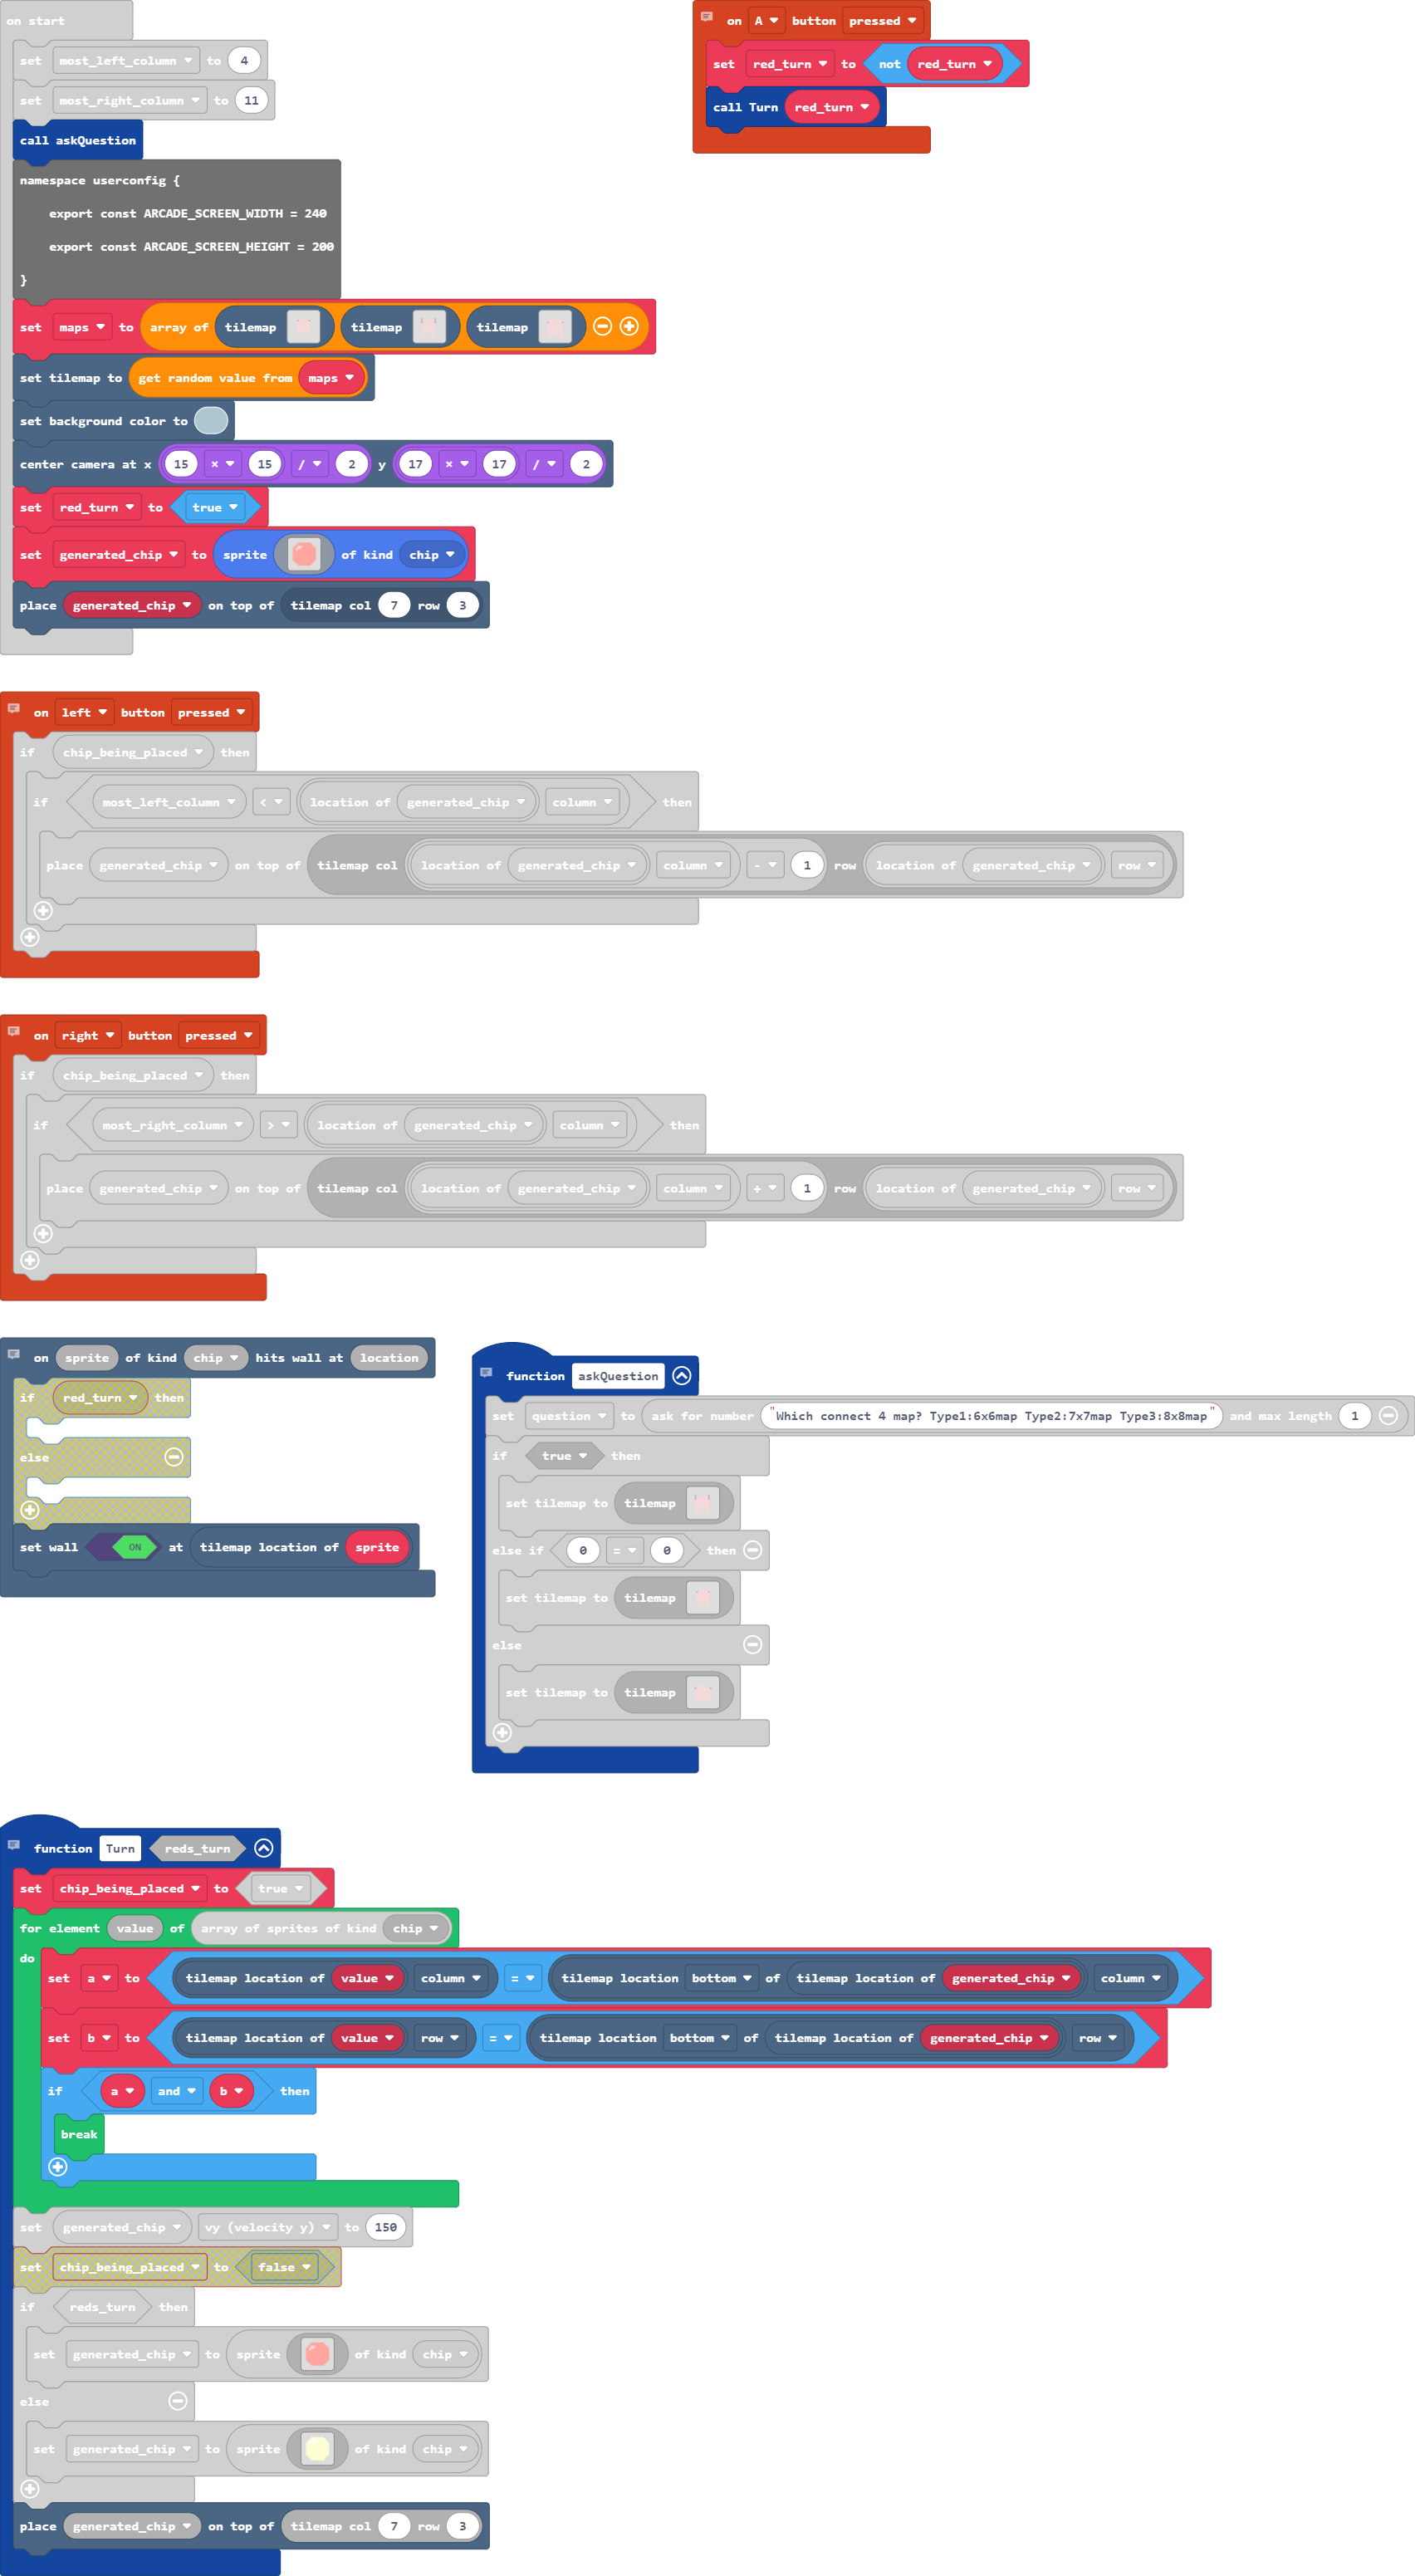 on start
set most_left_column to 4
set most_right_column to 11
call askQuestion
namespace userconfig {
export const ARCADE_SCREEN_WIDTH = 240
export const ARCADE_SCREEN_HEIGHT = 200
}
set maps to array of tilemap tilemap tilemap
set tilemap to get random value from maps
set background color to
center camera at x 15 × 15 / 2 y 17 × 17 / 2
set red_turn to true
set generated_chip to sprite of kind chip
place generated_chip on top of tilemap col 7 row 3
on A button pressed
set red_turn to not red_turn
call Turn red_turn
on left button pressed
if chip_being_placed then
if most_left_column < location of generated_chip column then
place generated_chip on top of tilemap col location of generated_chip column - 1 row location of generated_chip row
on right button pressed
if chip_being_placed then
if most_right_column > location of generated_chip column then
place generated_chip on top of tilemap col location of generated_chip column + 1 row location of generated_chip row
on sprite of kind chip hits wall at location
if red_turn then
else
set wall ON at tilemap location of sprite
function askQuestion
set question to ask for number "Which connect 4 map? Type1:6x6map Type2:7x7map Type3:8x8map" and max length 1
if true then
set tilemap to tilemap
else if 0 = 0 then
set tilemap to tilemap
else
set tilemap to tilemap
function Turn reds_turn
set chip_being_placed to true
for element value of array of sprites of kind chip
do
set a to tilemap location of value column = tilemap location bottom of tilemap location of generated_chip column
set b to tilemap location of value row = tilemap location bottom of tilemap location of generated_chip row
if a and b then
break
set generated_chip vy (velocity y) to 150
set chip_being_placed to false
if reds_turn then
set generated_chip to sprite of kind chip
else
set generated_chip to sprite of kind chip
place generated_chip on top of tilemap col 7 row 3